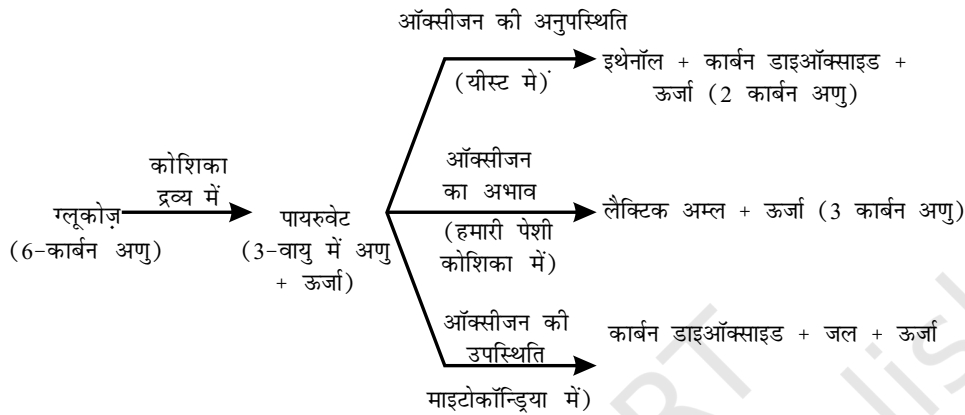 ऑक्सीजन की अनुपस्थिति
(यीस्ट मे)ं
इथेनॉल + कार्बन डाइऑक्साइड +
ऊर्जा (2 कार्बन अणु)
कोशिका
द्रव्य में
ग्लूकोज़
(6-कार्बन अणु)
पायरुवेट
(3-वायु में अणु
+ ऊर्जा)
ऑक्सीजन
का अभाव
(हमारी पेशी
कोशिका में)
लैक्टिक अम्ल + ऊर्जा (3 कार्बन अणु)
ऑक्सीजन की
उपस्थिति
माइटोकॉन्ड्रिया में)
कार्बन डाइऑक्साइड + जल + ऊर्जा